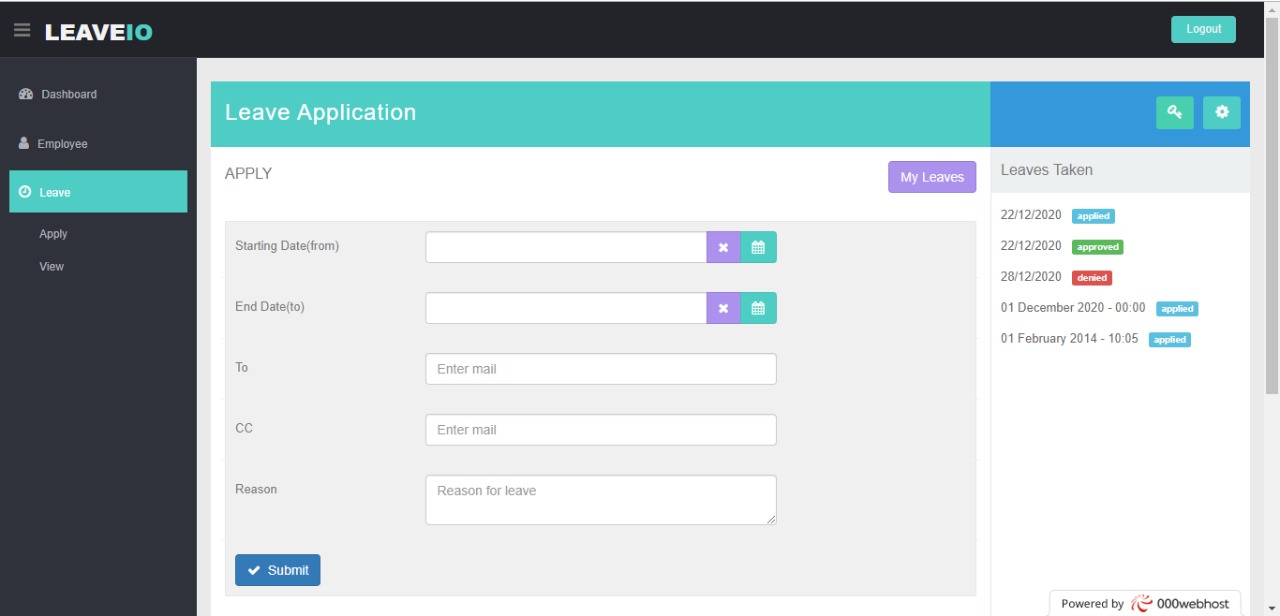 LEAVEIO
Logout
Dashboard
Employee
Leave
Apply
View
Leave Application
APPLY
My Leaves
Starting Date(from)
End Date(to)
To
Enter mail
CC
Enter mail
Reason
Reason for leave
Submit
Leaves Taken
22/12/2020 applied
22/12/2020 approved
28/12/2020 denied
01 December 2020 - 00:00 applied
01 February 2014 - 10:05 applied
Powered by 000webhost